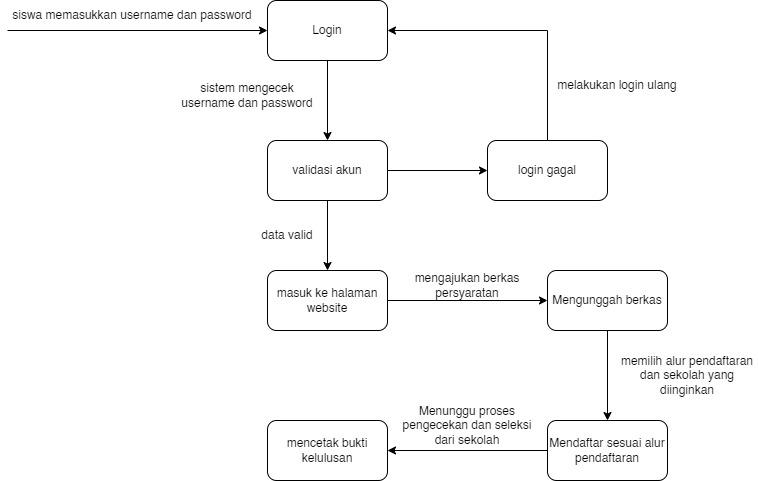 siswa memasukkan username dan password
Login
sistem mengecek
username dan password
melakukan login ulang
validasi akun
login gagal
data valid
masuk ke halaman
website
mengajukan berkas
persyaratan
Mengunggah berkas
memilih alur pendaftaran
dan sekolah yang
diinginkan
Menunggu proses
pengecekan dan seleksi
dari sekolah
mencetak bukti
kelulusan
Mendaftar sesuai alur
pendaftaran